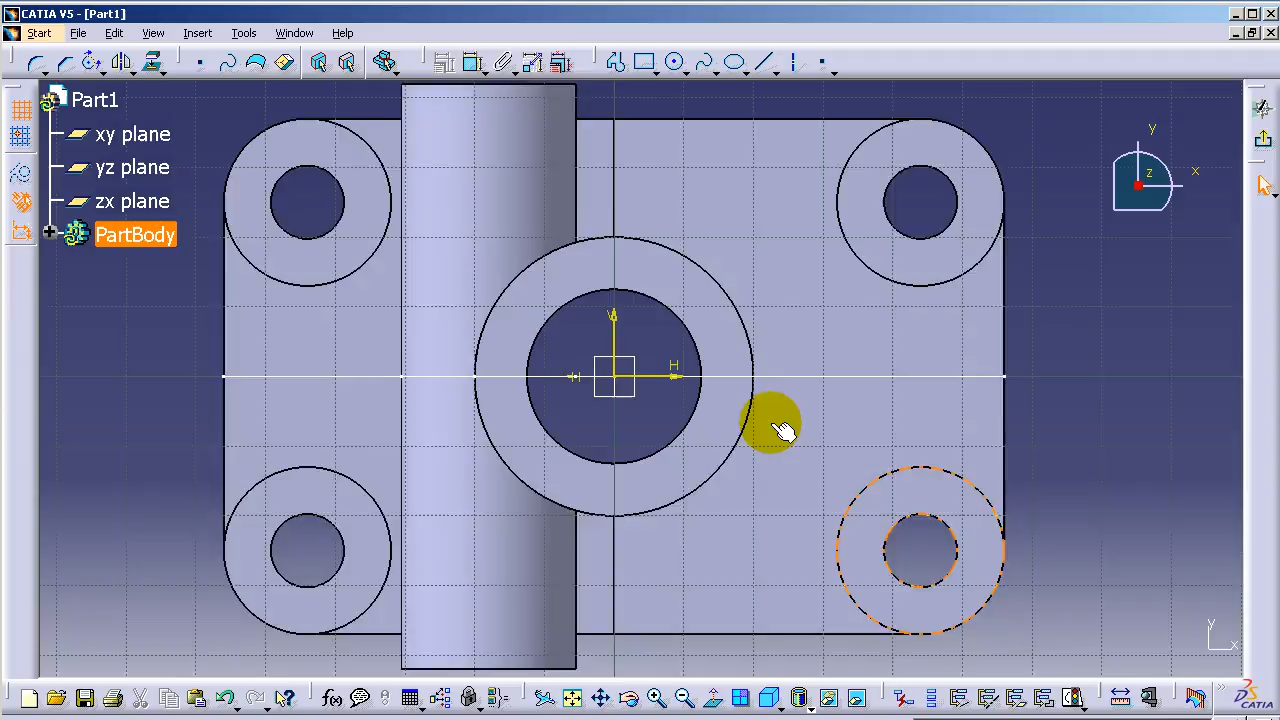 CATIA V5 - [Part1]
Start File Edit View Insert Tools Window Help
Part1
xy plane
yz plane
zx plane
PartBody
y
x
z
V
H
H
f(x)
y
x
CATIA